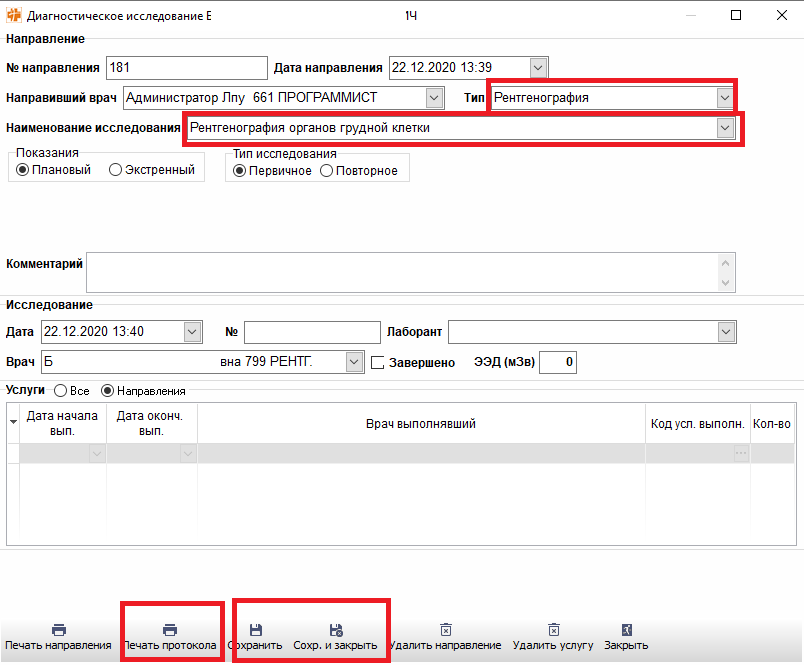 Диагностическое исследование Е 1Ч
Направление
№ направления 181 Дата направления 22.12.2020 13:39
Направивший врач Администратор Лпу 661 ПРОГРАММИСТ Тип Рентгенография
Наименование исследования Рентгенография органов грудной клетки
Показания Тип исследования
Плановый Экстренный Первичное Повторное
Комментарий
Исследование
Дата 22.12.2020 13:40 № Лаборант
Врач Б вна 799 РЕНТГ. Завершено ЭЭД (мЗв) 0
Услуги Все Направления
Дата начала вып. Дата оконч. вып. Врач выполнявший Код усл. выполн. Кол-во
Печать направления Печать протокола Сохранить Сохр. и закрыть Удалить направление Удалить услугу Закрыть